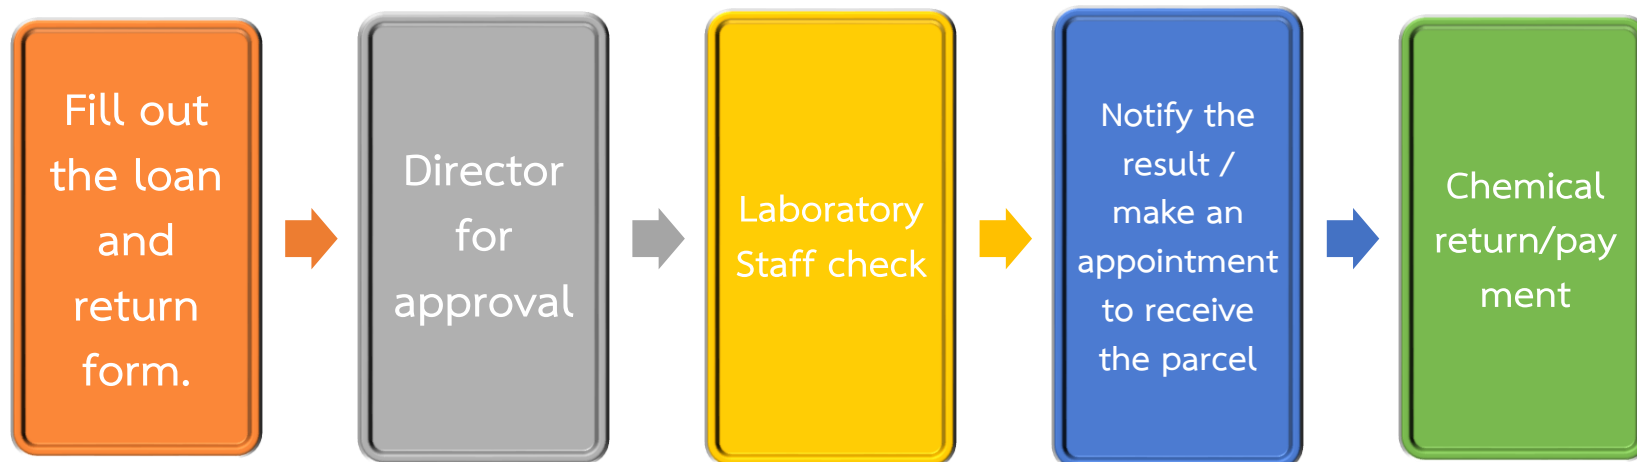 Fill out
the loan
and
return
form.
Director
for
approval
Laboratory
Staff check
Notify the
result /
make an
appointment
to receive
the parcel
Chemical
return/pay
ment